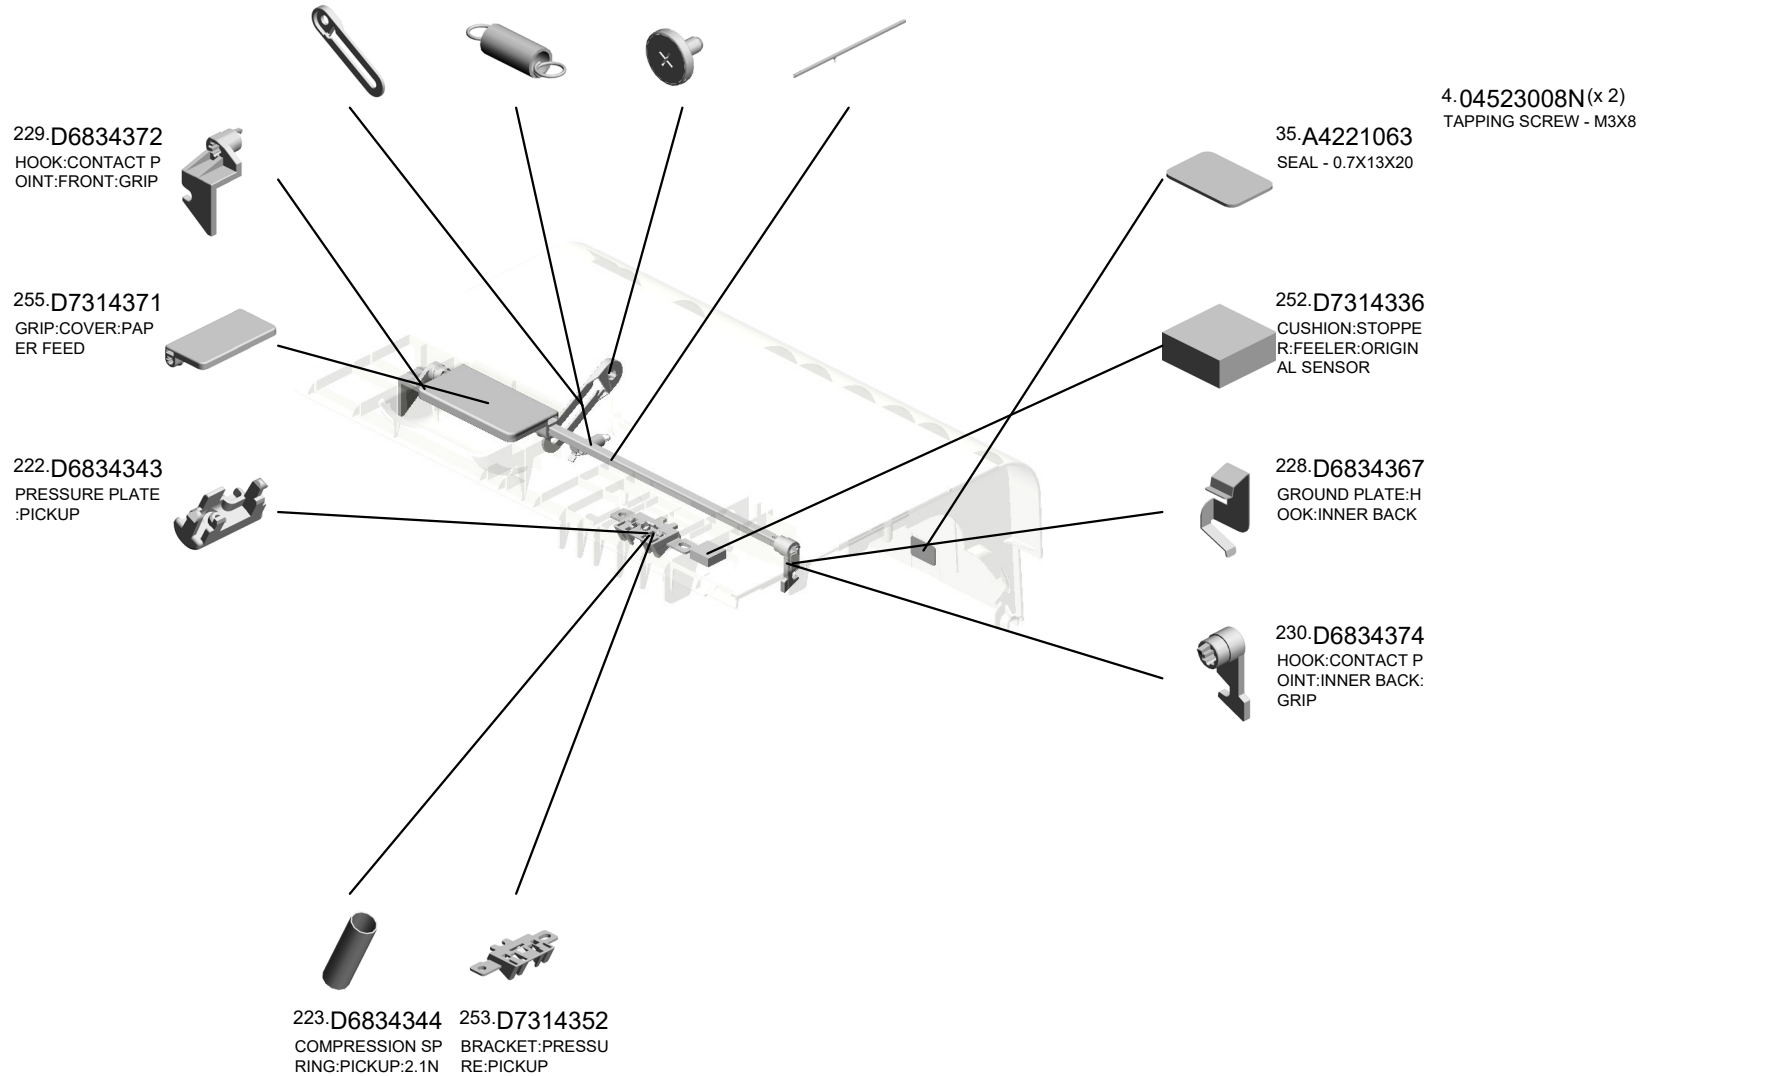 4.04523008N(x 2)
TAPPING SCREW - M3X8
229.D6834372
HOOK:CONTACT P
OINT:FRONT:GRIP
35.A4221063
SEAL - 0.7X13X20
255.D7314371
GRIP:COVER:PAP
ER FEED
252.D7314336
CUSHION:STOPPE
R:FEELER:ORIGIN
AL SENSOR
222.D6834343
PRESSURE PLATE
:PICKUP
228.D6834367
GROUND PLATE:H
OOK:INNER BACK
230.D6834374
HOOK:CONTACT P
OINT:INNER BACK:
GRIP
223.D6834344
COMPRESSION SP
RING:PICKUP:2.1N
253.D7314352
BRACKET:PRESSU
RE:PICKUP